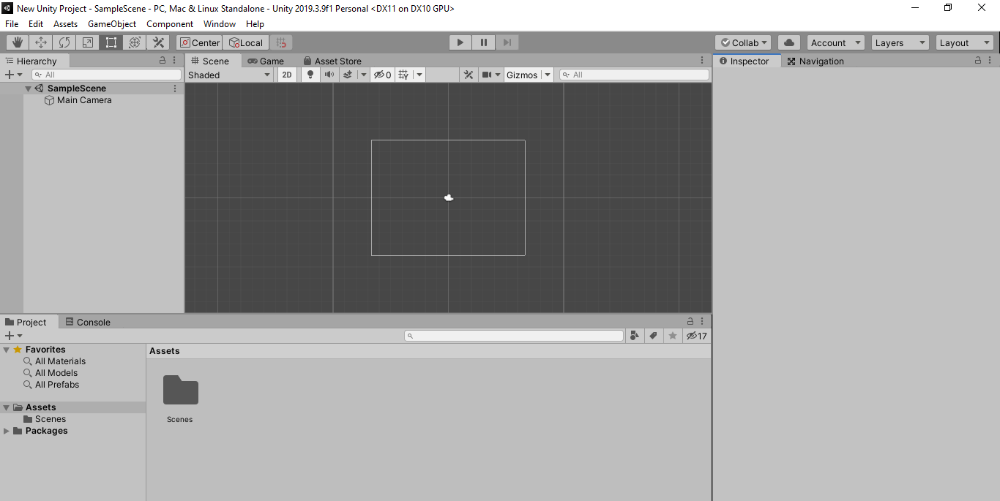 New Unity Project - SampleScene - PC, Mac & Linux Standalone - Unity 2019.3.9f1 Personal <DX11 on DX10 GPU>
File Edit Assets GameObject Component Window Help
Center Local Collab Account Layers Layout
Hierarchy
All
SampleScene
Main Camera
Scene Game Asset Store
Shaded 2D 0 Gizmos All
Inspector Navigation
Project Console
17
Favorites
All Materials
All Models
All Prefabs
Assets
Scenes
Packages
Assets
Scenes